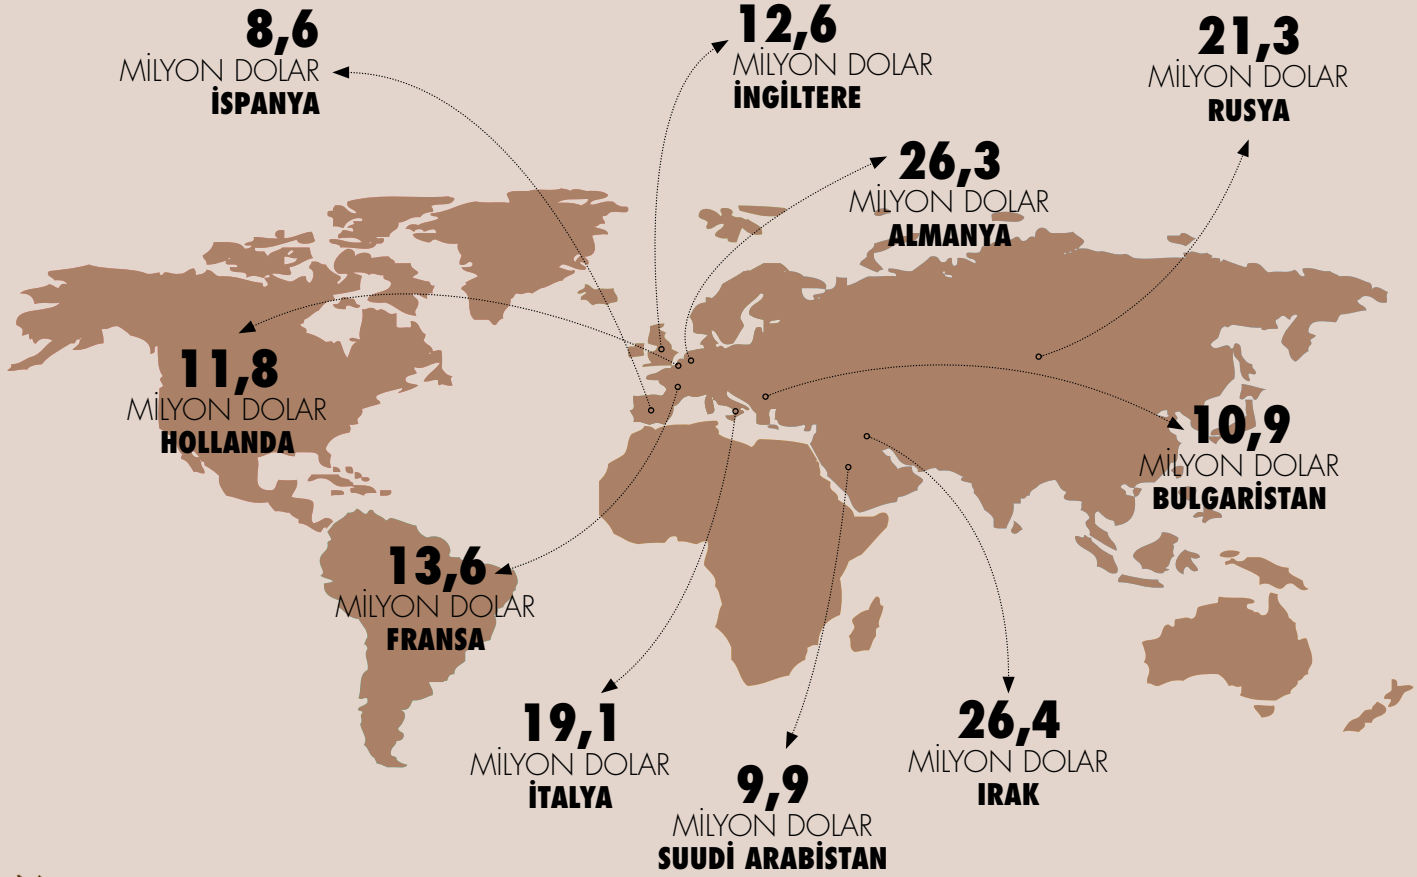 8,6
MİLYON DOLAR
İSPANYA
12,6
MİLYON DOLAR
İNGİLTERE
21,3
MİLYON DOLAR
RUSYA
26,3
MİLYON DOLAR
ALMANYA
11,8
MİLYON DOLAR
HOLLANDA
10,9
MİLYON DOLAR
BULGARİSTAN
13,6
MİLYON DOLAR
FRANSA
19,1
MİLYON DOLAR
İTALYA
9,9
MİLYON DOLAR
SUUDİ ARABİSTAN
26,4
MİLYON DOLAR
IRAK